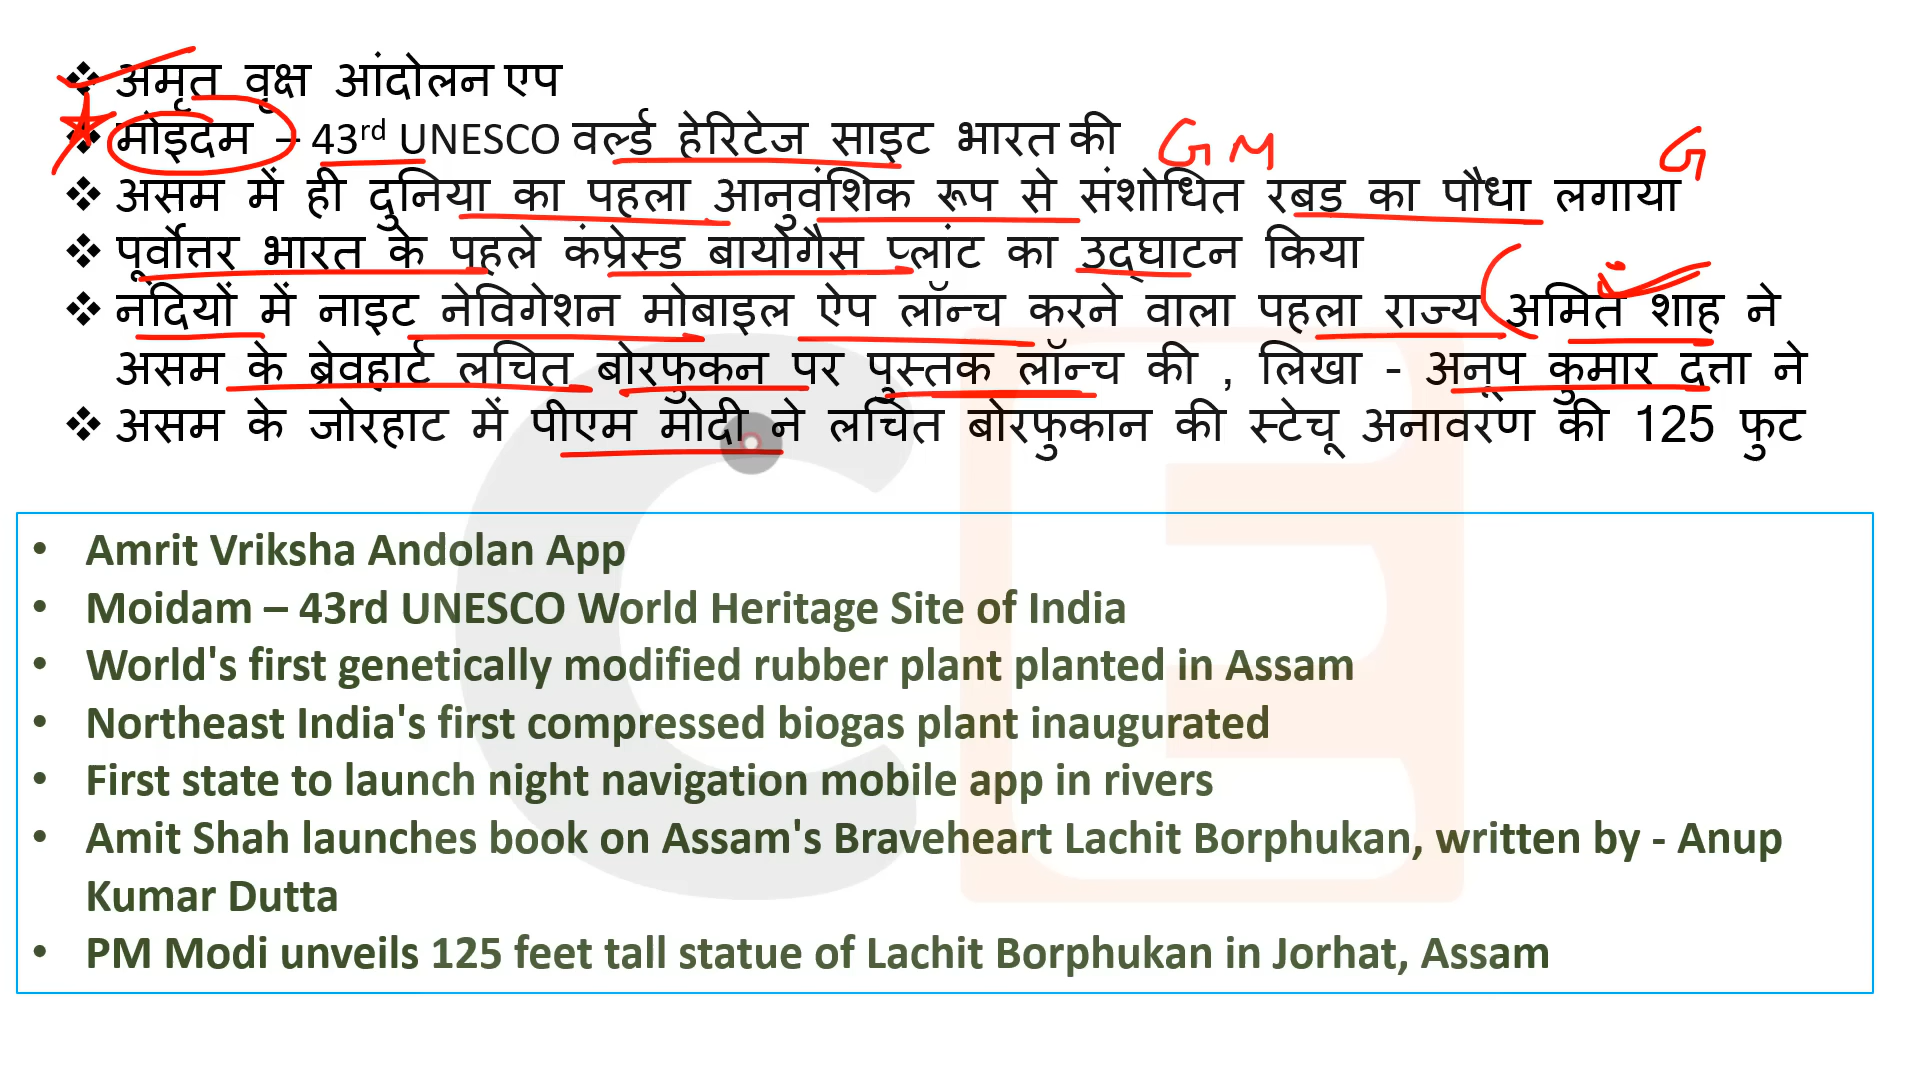 ❖ अमृत वृक्ष आंदोलन एप
❖ मोइदम – 43rd UNESCO वर्ल्ड हेरिटेज साइट भारत की GM G
❖ असम में ही दुनिया का पहला आनुवंशिक रूप से संशोधित रबड का पौधा लगाया
❖ पूर्वोत्तर भारत के पहले कंप्रेस्ड बायोगैस प्लांट का उद्घाटन किया
❖ नदियों में नाइट नेविगेशन मोबाइल ऐप लॉन्च करने वाला पहला राज्य अमित शाह ने
असम के ब्रेवहार्ट लचित बोरफुकन पर पुस्तक लॉन्च की , लिखा - अनूप कुमार दत्ता ने
❖ असम के जोरहाट में पीएम मोदी ने लचित बोरफुकान की स्टेचू अनावरण की 125 फुट
• Amrit Vriksha Andolan App
• Moidam – 43rd UNESCO World Heritage Site of India
• World's first genetically modified rubber plant planted in Assam
• Northeast India's first compressed biogas plant inaugurated
• First state to launch night navigation mobile app in rivers
• Amit Shah launches book on Assam's Braveheart Lachit Borphukan, written by - Anup
Kumar Dutta
• PM Modi unveils 125 feet tall statue of Lachit Borphukan in Jorhat, Assam